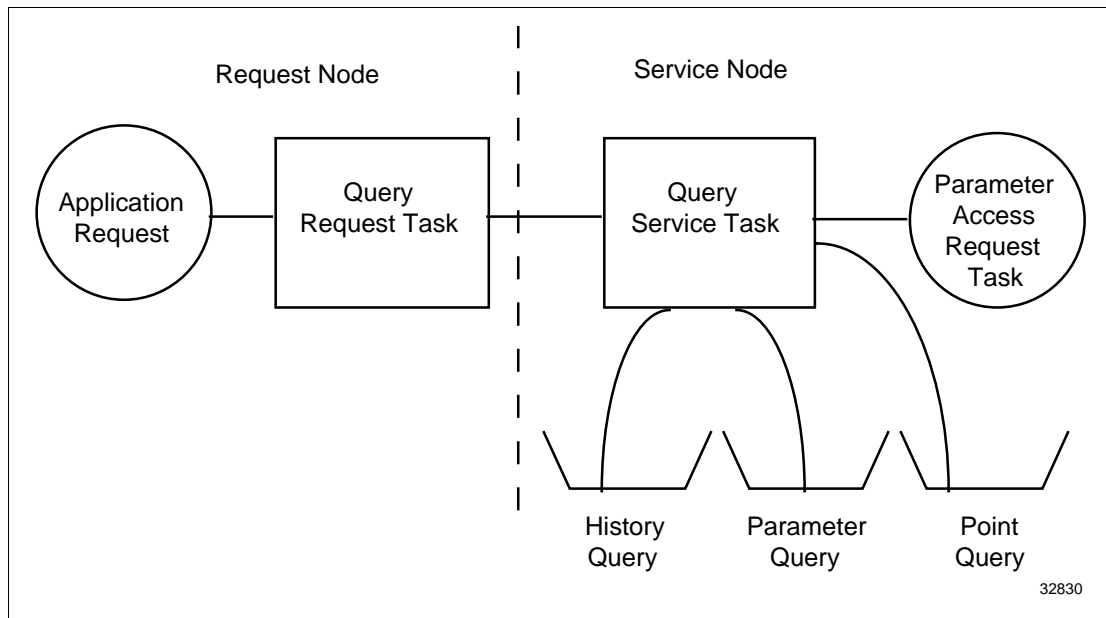 Request Node
Service Node
Application
Request
Query
Request Task
Query
Service Task
Parameter
Access
Request
Task
History
Query
Parameter
Query
Point
Query
32830